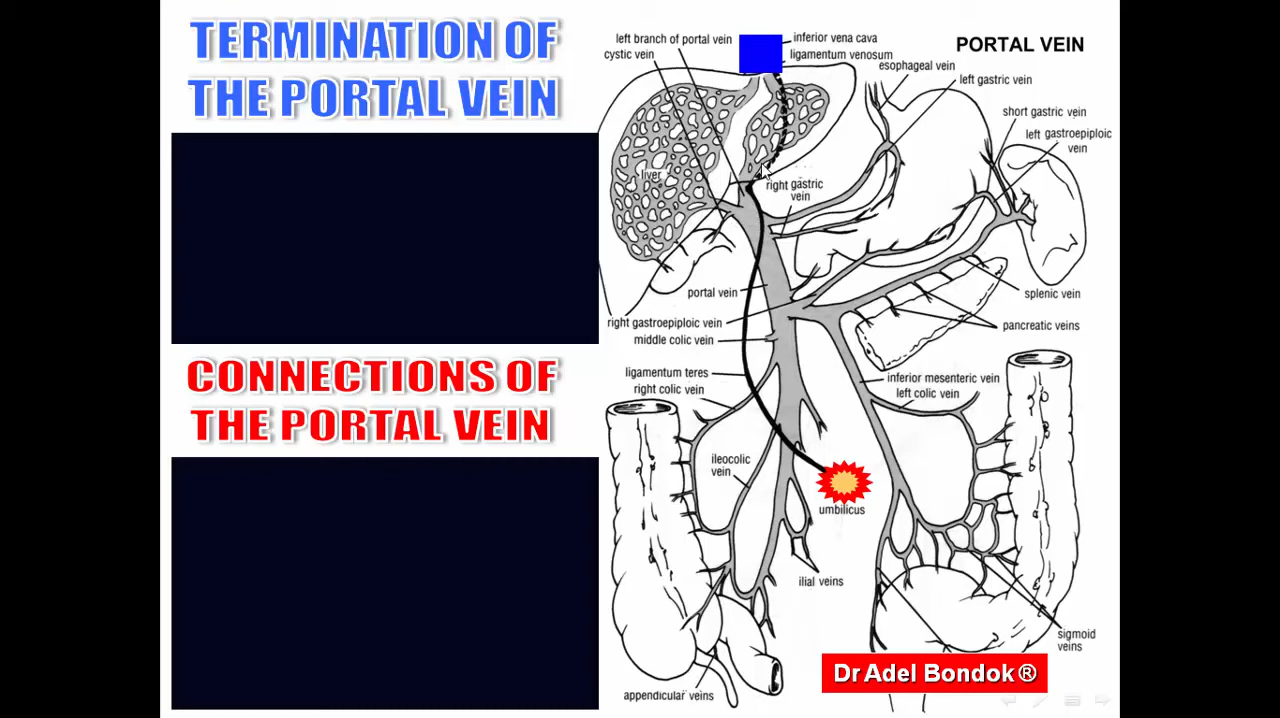 TERMINATION OF
THE PORTAL VEIN
CONNECTIONS OF
THE PORTAL VEIN
PORTAL VEIN
left branch of portal vein
cystic vein
inferior vena cava
ligamentum venosum
esophageal vein
left gastric vein
short gastric vein
left gastroepiploic
vein
liver
right gastric
vein
portal vein
splenic vein
right gastroepiploic vein
pancreatic veins
middle colic vein
ligamentum teres
right colic vein
inferior mesenteric vein
left colic vein
ileocolic
vein
umbilicus
ilial veins
sigmoid
veins
appendicular veins
Dr Adel Bondok ®